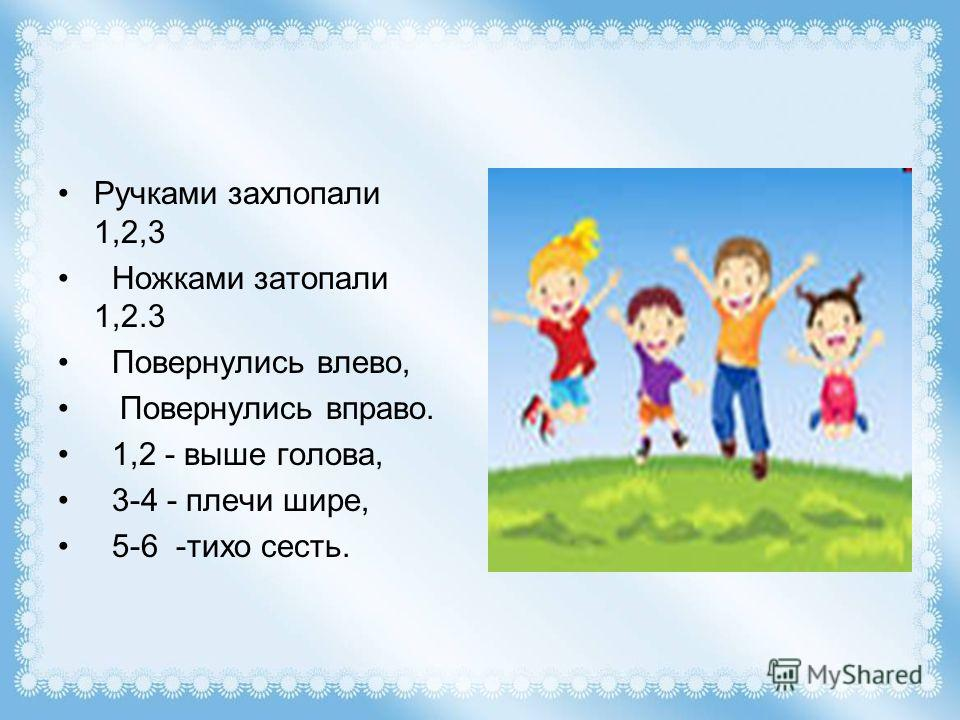 • Ручками захлопали
1,2,3
• Ножками затопали
1,2.3
• Повернулись влево,
• Повернулись вправо.
• 1,2 - выше голова,
• 3-4 - плечи шире,
• 5-6 -тихо сесть.
MyShared